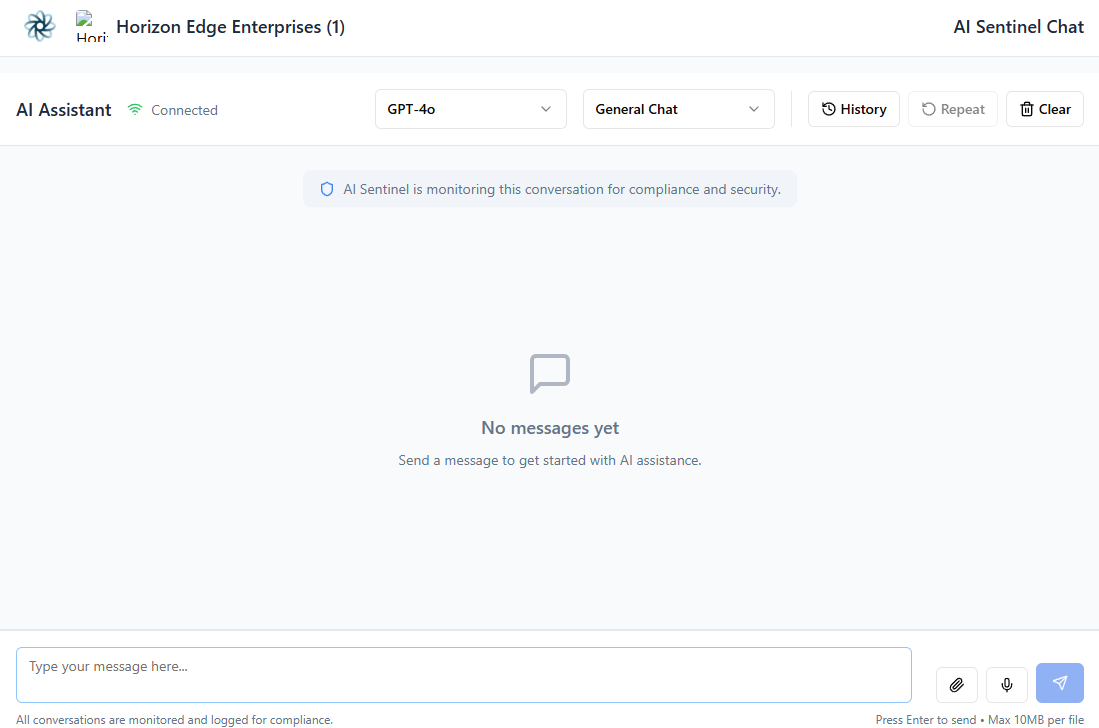 Hori
Horizon Edge Enterprises (1)
AI Sentinel Chat
AI Assistant
Connected
GPT-4o
General Chat
History
Repeat
Clear
AI Sentinel is monitoring this conversation for compliance and security.
No messages yet
Send a message to get started with AI assistance.
Type your message here...
All conversations are monitored and logged for compliance.
Press Enter to send • Max 10MB per file